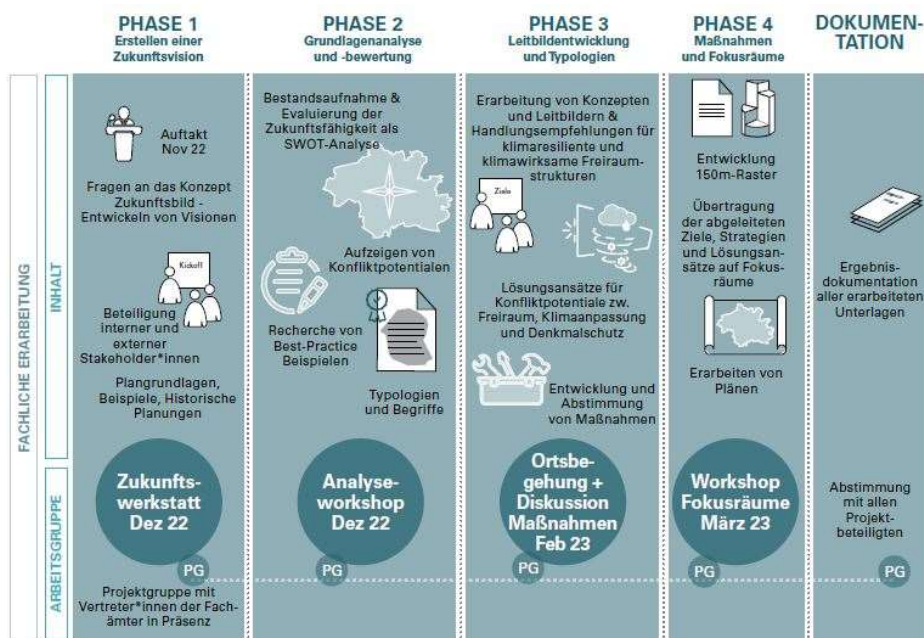 PHASE 1
Erstellen einer
Zukunftsvision
PHASE 2
Grundlagenanalyse
und -bewertung
PHASE 3
Leitbildentwicklung
und Typologien
PHASE 4
Maßnahmen
und Fokusräume
DOKUMEN-
TATION
FACHLICHE ERARBEITUNG
INHALT
Auftakt
Nov 22
Fragen an das Konzept
Zukunftsbild -
Entwickeln von Visionen
Kickoff
Beteiligung
interner und
externer
Stakeholder*innen
Plangrundlagen,
Beispiele, Historische
Planungen
Bestandsaufnahme &
Evaluierung der
Zukunftsfähigkeit als
SWOT-Analyse
Aufzeigen von
Konfliktpotentialen
Recherche von
Best-Practice
Beispielen
Typologien
und Begriffe
Erarbeitung von Konzepten
und Leitbildern &
Handlungsempfehlungen für
klimaresiliente und
klimawirksame Freiraum-
strukturen
Ziele
Lösungsansätze für
Konfliktpotentiale zw.
Freiraum, Klimaanpassung
und Denkmalschutz
Entwicklung und
Abstimmung
von Maßnahmen
Entwicklung
150m-Raster
Übertragung
der abgeleiteten
Ziele, Strategien
und Lösungsan-
sätze auf Fokus-
räume
Erarbeiten von
Plänen
Ergebnis-
dokumentation
aller erarbeiteten
Unterlagen
ARBEITSGRUPPE
Zukunfts-
werkstatt
Dez 22
PG
Projektgruppe mit
Vertreter*innen der Fach-
ämter in Präsenz
Analyse-
workshop
Dez 22
PG
Ortsbe-
gehung +
Diskussion
Maßnahmen
Feb 23
PG
Workshop
Fokusräume
März 23
PG
Abstimmung
mit allen
Projekt-
beteiligten
PG